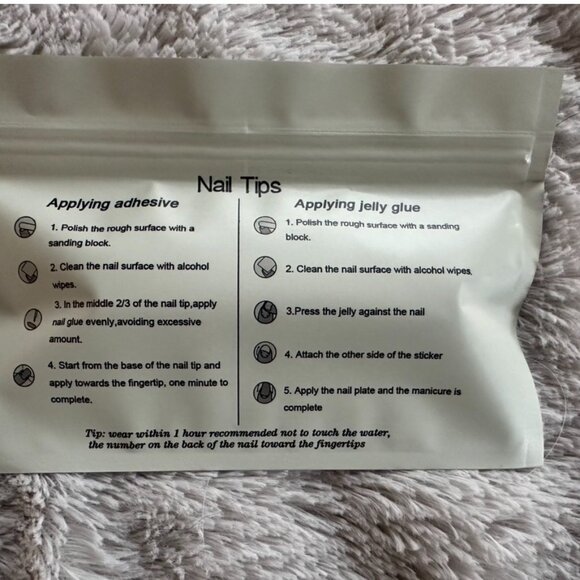 Nail Tips
Applying adhesive
1. Polish the rough surface with a
sanding block.
2. Clean the nail surface with alcohol
wipes.
3. In the middle 2/3 of the nail tip,apply
nail glue evenly,avoiding excessive
amount.
4. Start from the base of the nail tip and
apply towards the fingertip, one minute to
complete.
Applying jelly glue
1. Polish the rough surface with a sanding
block.
2. Clean the nail surface with alcohol wipes.
3.Press the jelly against the nail
4. Attach the other side of the sticker
5. Apply the nail plate and the manicure is
complete
Tip: wear within 1 hour recommended not to touch the water,
the number on the back of the nail toward the fingertips